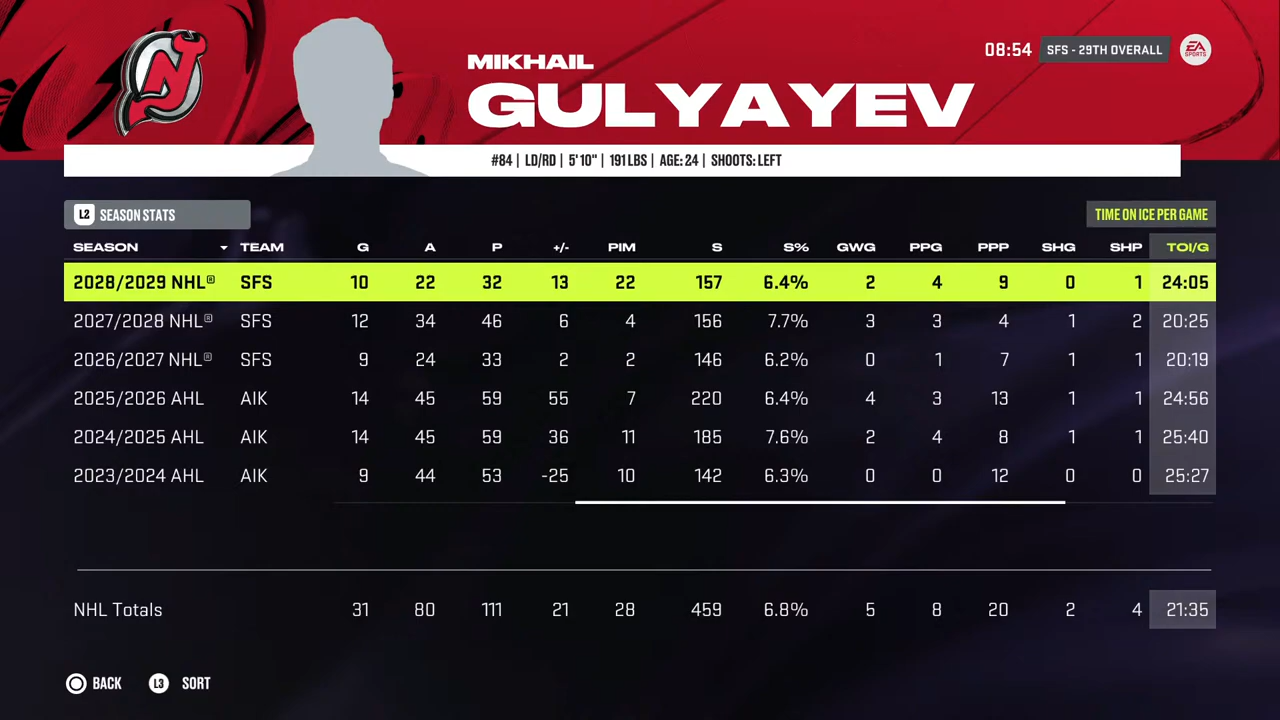 08:54 SFS - 29TH OVERALL EA SPORTS
MIKHAIL
GULYAYEV
#84 | LD/RD | 5'10" | 191 LBS | AGE: 24 | SHOOTS: LEFT
L2 SEASON STATS TIME ON ICE PER GAME
SEASON TEAM G A P +/- PIM S S% GWG PPG PPP SHG SHP TOI/G
2028/2029 NHL® SFS 10 22 32 13 22 157 6.4% 2 4 9 0 1 24:05
2027/2028 NHL® SFS 12 34 46 6 4 156 7.7% 3 3 4 1 2 20:25
2026/2027 NHL® SFS 9 24 33 2 2 146 6.2% 0 1 7 1 1 20:19
2025/2026 AHL AIK 14 45 59 55 7 220 6.4% 4 3 13 1 1 24:56
2024/2025 AHL AIK 14 45 59 36 11 185 7.6% 2 4 8 1 1 25:40
2023/2024 AHL AIK 9 44 53 -25 10 142 6.3% 0 0 12 0 0 25:27
NHL Totals 31 80 111 21 28 459 6.8% 5 8 20 2 4 21:35
BACK L3 SORT